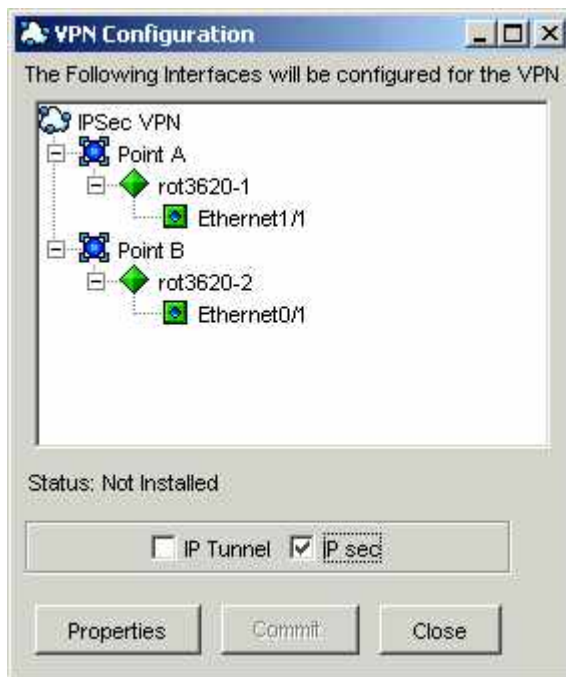 VPN Configuration
The Following Interfaces will be configured for the VPN
IPSec VPN
Point A
rot3620-1
Ethernet1/1
Point B
rot3620-2
Ethernet0/1
Status: Not Installed
IP Tunnel IP sec
Properties Commit Close